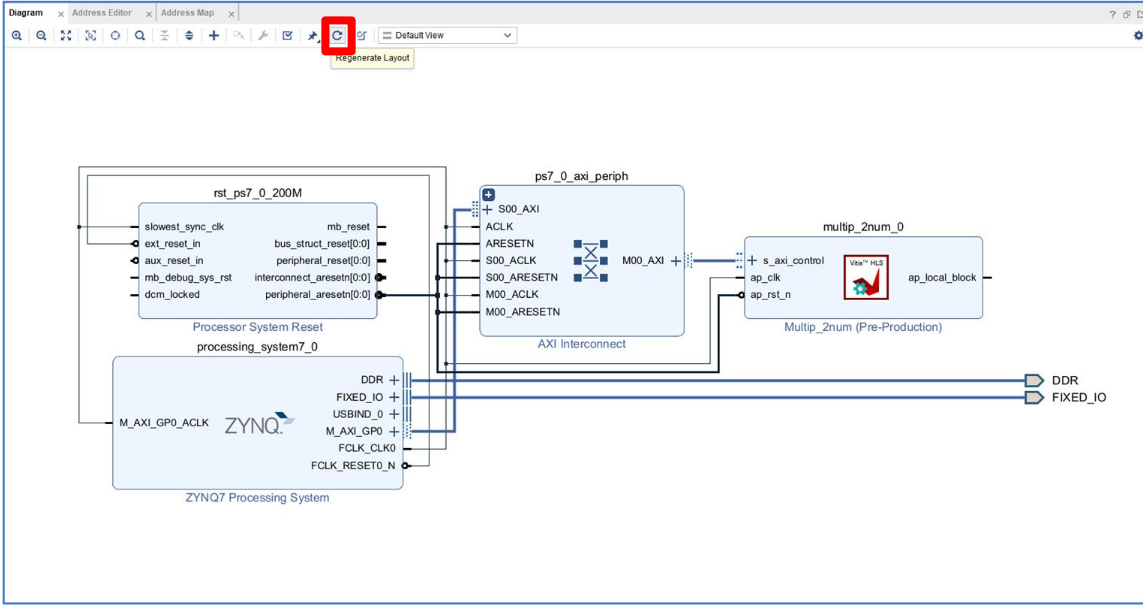 Diagram
Address Editor
Address Map
Default View
Regenerate Layout
rst_ps7_0_200M
slowest_sync_clk
ext_reset_in
aux_reset_in
mb_debug_sys_rst
dcm_locked
mb_reset
bus_struct_reset[0:0]
peripheral_reset[0:0]
interconnect_aresetn[0:0]
peripheral_aresetn[0:0]
Processor System Reset
ps7_0_axi_periph
S00_AXI
ACLK
ARESETN
S00_ACLK
S00_ARESETN
M00_ACLK
M00_ARESETN
M00_AXI
AXI Interconnect
multip_2num_0
s_axi_control
ap_clk
ap_rst_n
Vitis™ HLS
ap_local_block
Multip_2num (Pre-Production)
processing_system7_0
M_AXI_GP0_ACLK
ZYNQ
DDR
FIXED_IO
USBIND_0
M_AXI_GP0
FCLK_CLK0
FCLK_RESET0_N
ZYNQ7 Processing System
DDR
FIXED_IO